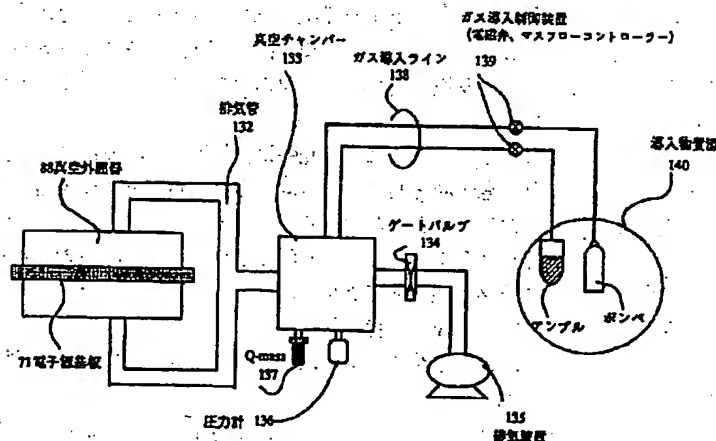 ガス導入制御装置
(電磁弁、マスフローコントローラー)
139
真空チャンバー
133
ガス導入ライン
138
排気管
132
導入物質源
140
88真空外囲器
ゲートバルブ
134
アンプル
ボンベ
71電子源基板
Q-mass
137
圧力計 136
135
排気装置